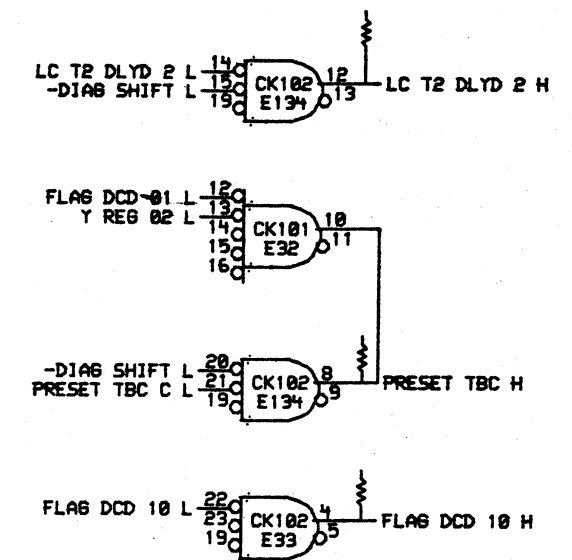 14
LC T2 DLYD 2 L
15
-DIAG SHIFT L
19
CK102
E134
12
13
LC T2 DLYD 2 H
12
FLAG DCD 01 L
13
Y REG 02 L
14
15
16
CK101
E32
10
11
20
-DIAG SHIFT L
21
PRESET TBC C L
19
CK102
E134
8
9
PRESET TBC H
22
FLAG DCD 10 L
23
19
CK102
E33
4
5
FLAG DCD 10 H